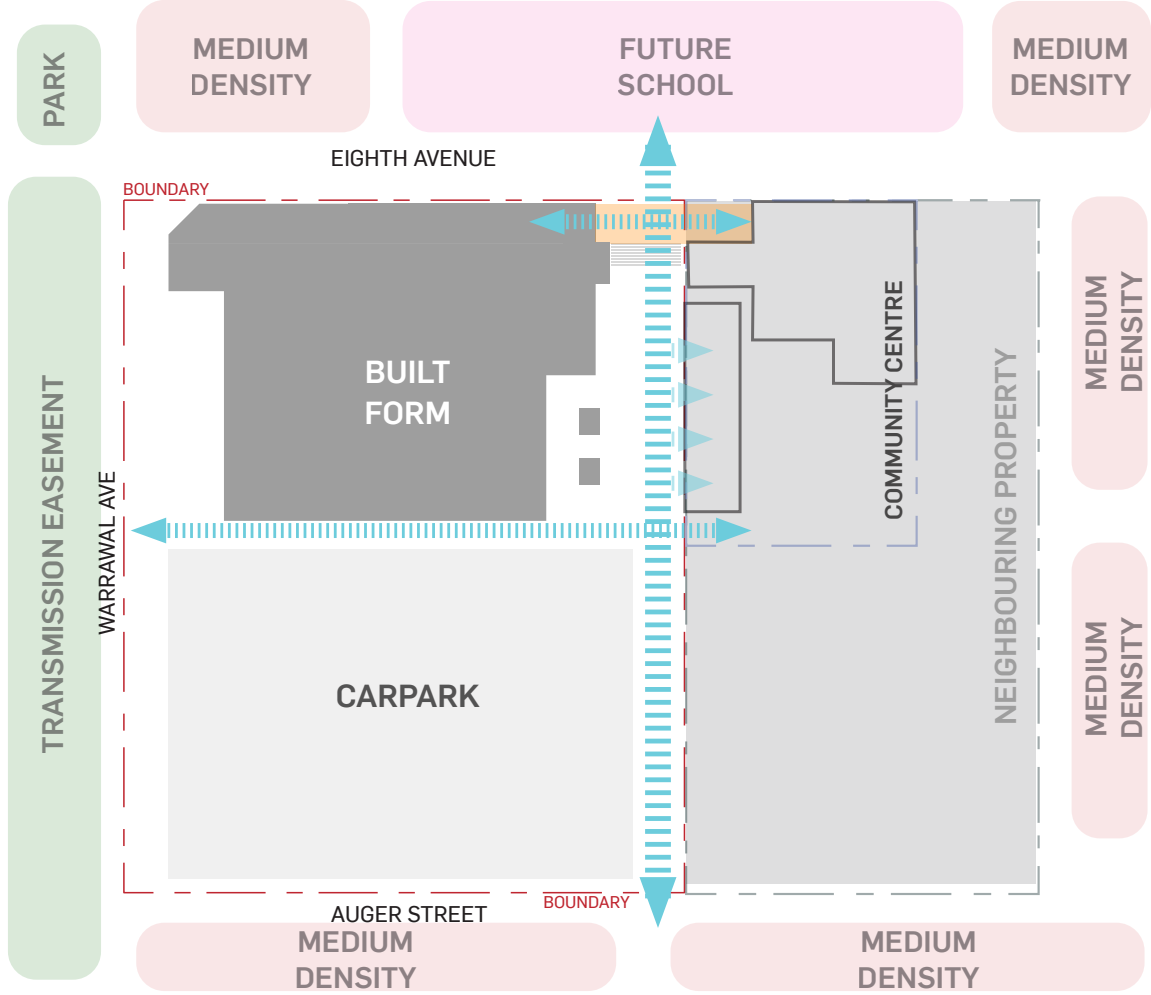 PARK
MEDIUM
DENSITY
FUTURE
SCHOOL
MEDIUM
DENSITY
EIGHTH AVENUE
BOUNDARY
TRANSMISSION EASEMENT
WARRAWAL AVE
BUILT
FORM
COMMUNITY CENTRE
NEIGHBOURING PROPERTY
MEDIUM
DENSITY
MEDIUM
DENSITY
CARPARK
BOUNDARY
AUGER STREET
MEDIUM
DENSITY
MEDIUM
DENSITY